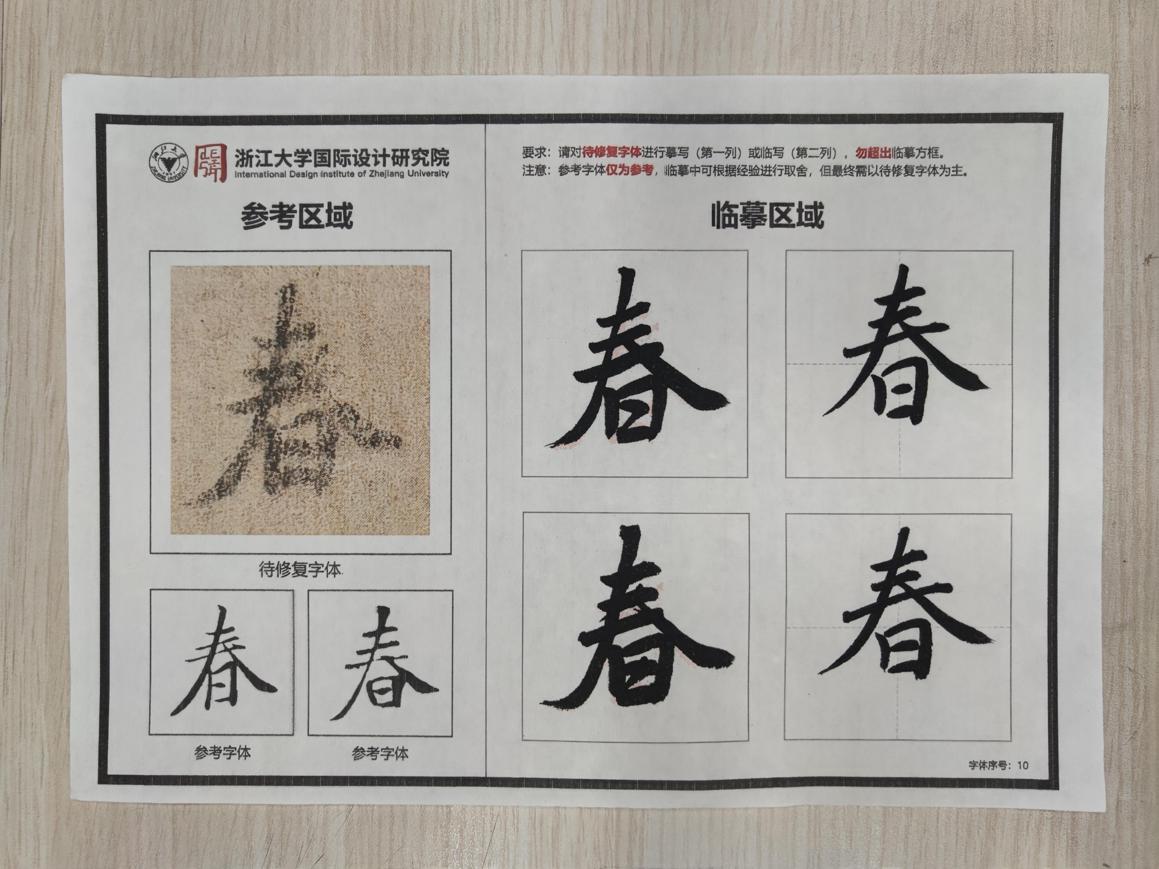 浙江大学国际设计研究院
International Design Institute of Zhejiang University
参考区域
春
待修复字体
春
春
参考字体
参考字体
要求：请对待修复字体进行摹写（第一列）或临写（第二列），勿超出临摹方框。
注意：参考字体仅为参考，临摹中可根据经验进行取舍，但最终需以待修复字体为主。
临摹区域
春
春
春
春
字体序号：10